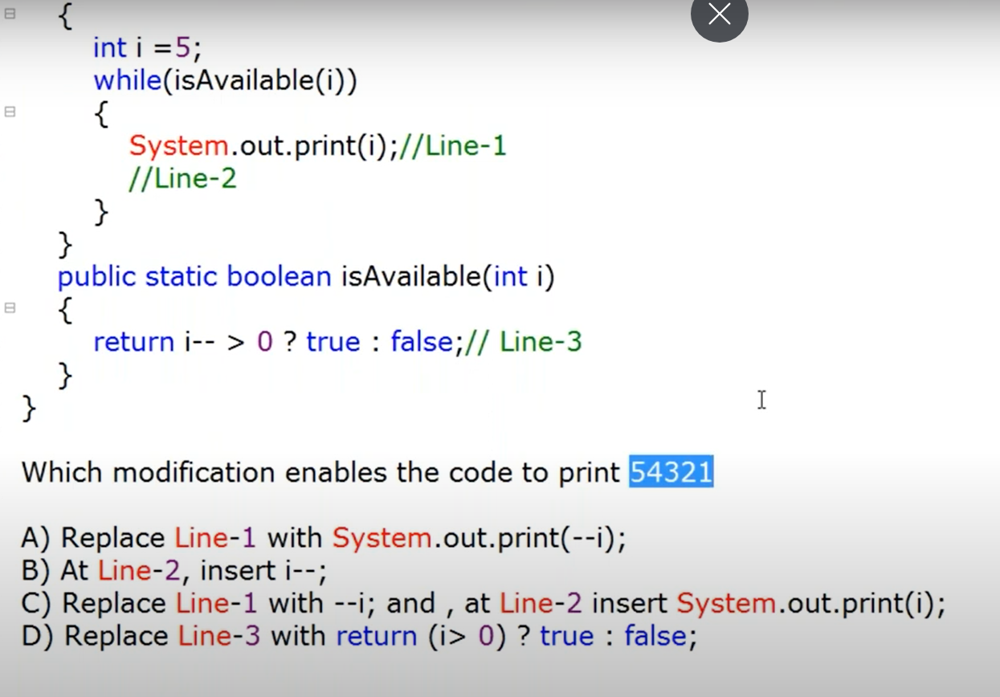 {
int i =5;
while(isAvailable(i))
{
System.out.print(i);//Line-1
//Line-2
}
}
public static boolean isAvailable(int i)
{
return i-- > 0 ? true : false;// Line-3
}
}
Which modification enables the code to print 54321
A) Replace Line-1 with System.out.print(--i);
B) At Line-2, insert i--;
C) Replace Line-1 with --i; and , at Line-2 insert System.out.print(i);
D) Replace Line-3 with return (i> 0) ? true : false;